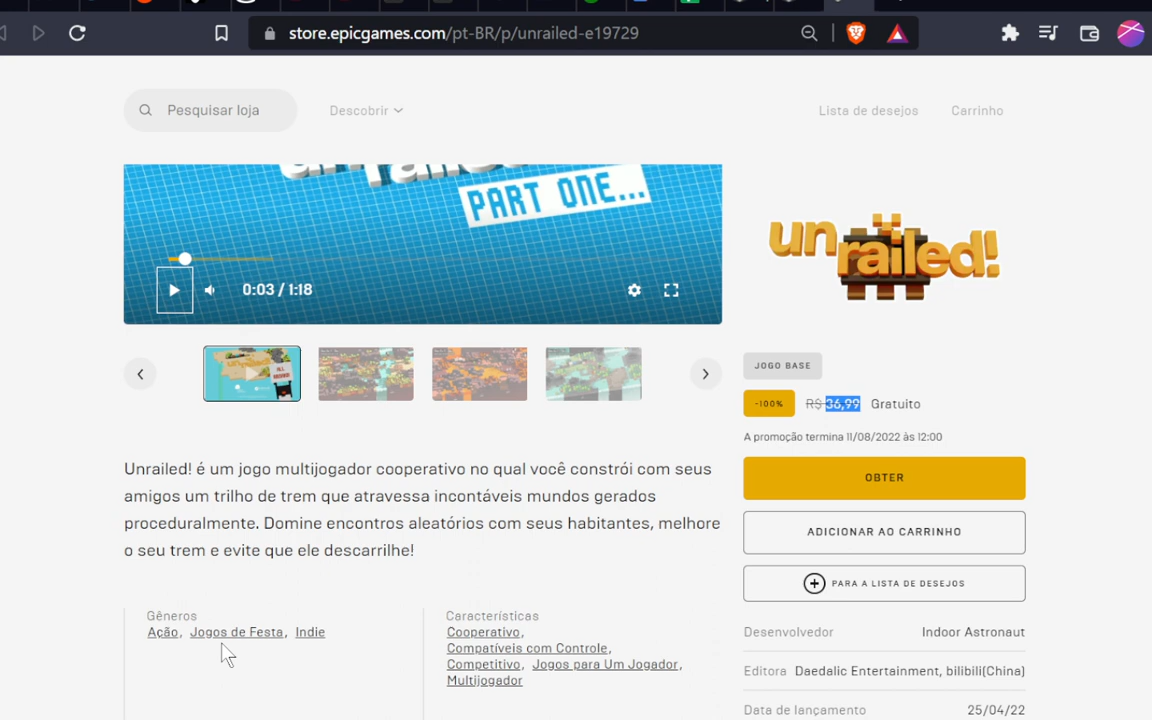 store.epicgames.com/pt-BR/p/unrailed-e19729
Pesquisar loja
Descobrir
Lista de desejos
Carrinho
unrailed!
PART ONE...
0:03 / 1:18
unrailed!
JOGO BASE
-100%
R$ 36,99
Gratuito
A promoção termina 11/08/2022 às 12:00
OBTER
ADICIONAR AO CARRINHO
PARA A LISTA DE DESEJOS
Unrailed! é um jogo multijogador cooperativo no qual você constrói com seus
amigos um trilho de trem que atravessa incontáveis mundos gerados
proceduralmente. Domine encontros aleatórios com seus habitantes, melhore
o seu trem e evite que ele descarrilhe!
Gêneros
Ação, Jogos de Festa, Indie
Características
Cooperativo,
Compatíveis com Controle,
Competitivo, Jogos para Um Jogador,
Multijogador
Desenvolvedor
Indoor Astronaut
Editora
Daedalic Entertainment, bilibili(China)
Data de lançamento
25/04/22